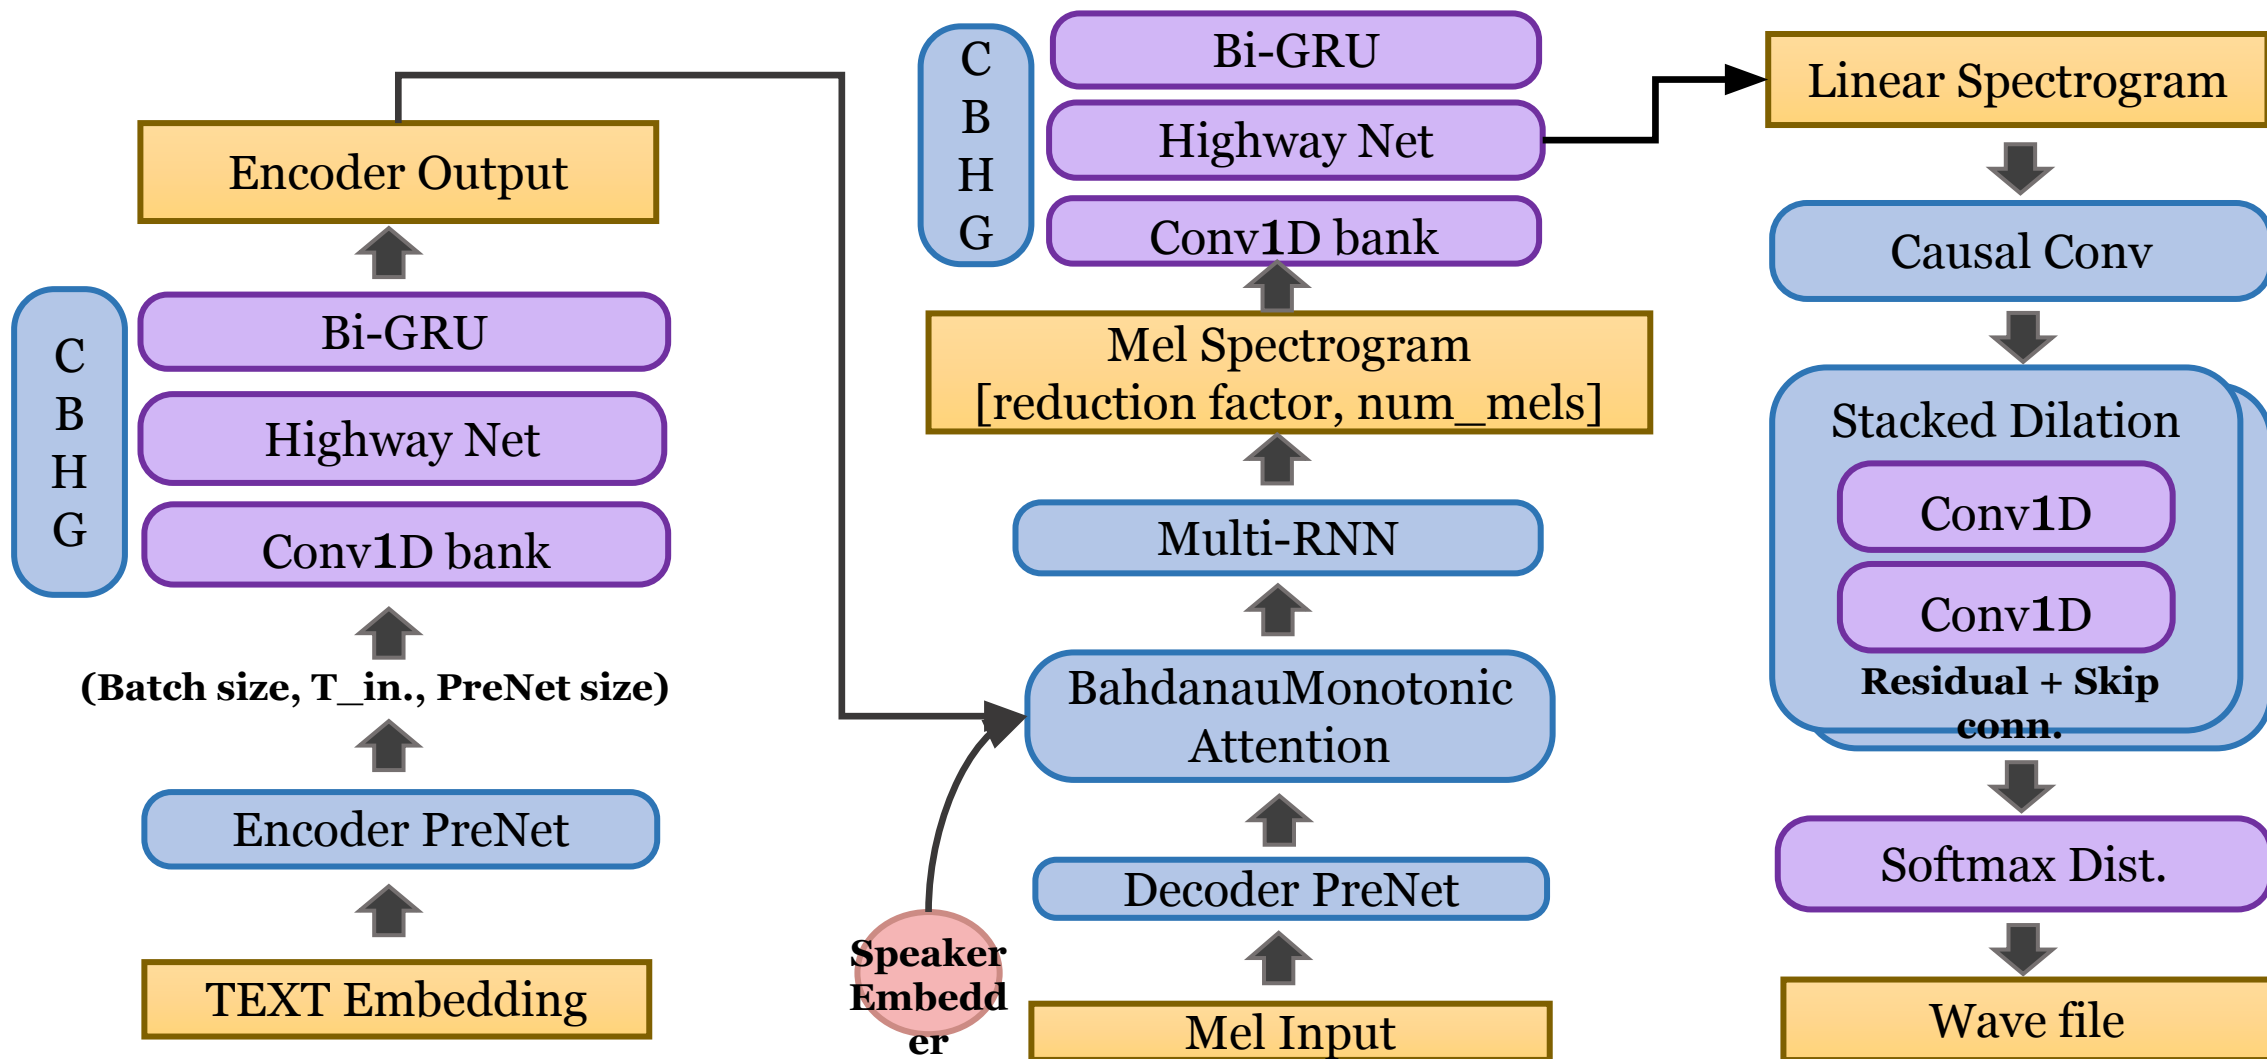 Encoder Output
C
B
H
G
Bi-GRU
Highway Net
Conv1D bank
(Batch size, T_in., PreNet size)
Encoder PreNet
TEXT Embedding
C
B
H
G
Bi-GRU
Highway Net
Conv1D bank
Mel Spectrogram
[reduction factor, num_mels]
Multi-RNN
BahdanauMonotonic
Attention
Decoder PreNet
Speaker
Embedd
er
Mel Input
Linear Spectrogram
Causal Conv
Stacked Dilation
Conv1D
Conv1D
Residual + Skip
conn.
Softmax Dist.
Wave file